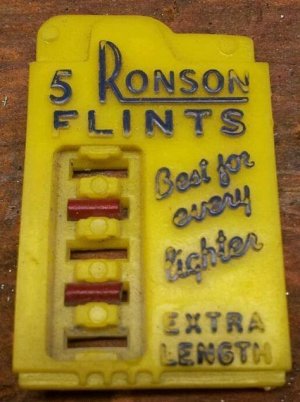 5 RONSON
FLINTS
Best for
every
lighter
EXTRA
LENGTH